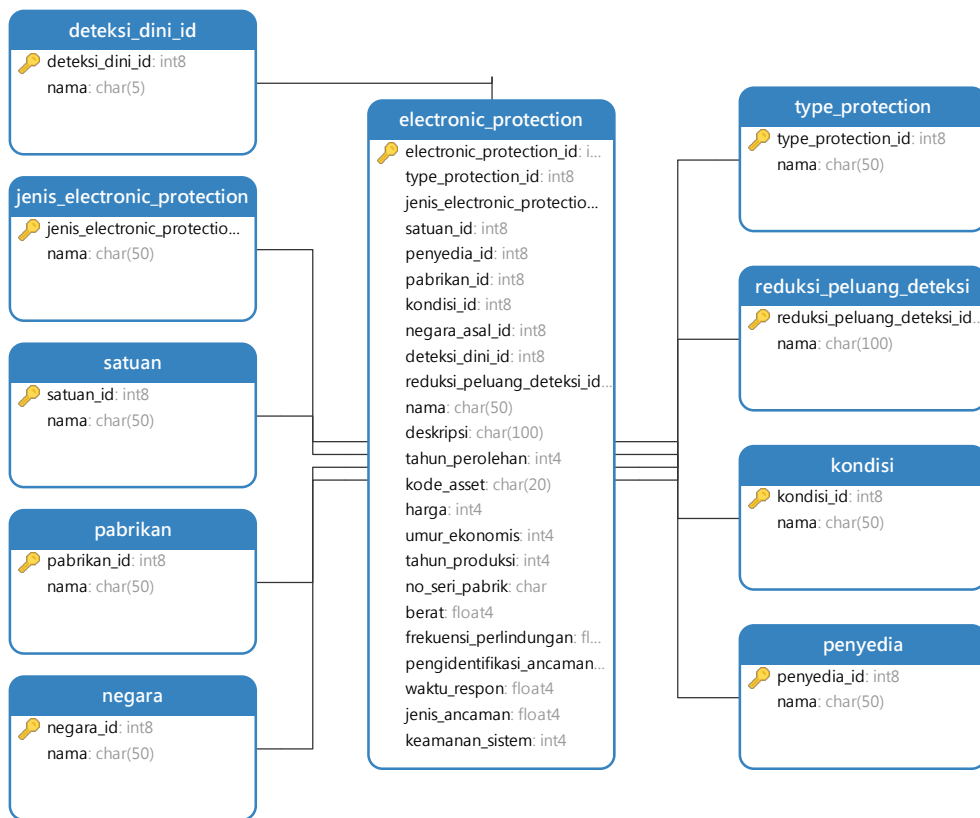 deteksi_dini_id
deteksi_dini_id: int8
nama: char(5)
jenis_electronic_protection
jenis_electronic_protectio...
nama: char(50)
satuan
satuan_id: int8
nama: char(50)
pabrikan
pabrikan_id: int8
nama: char(50)
negara
negara_id: int8
nama: char(50)
electronic_protection
electronic_protection_id: i...
type_protection_id: int8
jenis_electronic_protectio...
satuan_id: int8
penyedia_id: int8
pabrikan_id: int8
kondisi_id: int8
negara_asal_id: int8
deteksi_dini_id: int8
reduksi_peluang_deteksi_id...
nama: char(50)
deskripsi: char(100)
tahun_perolehan: int4
kode_asset: char(20)
harga: int4
umur_ekonomis: int4
tahun_produksi: int4
no_seri_pabrik: char
berat: float4
frekuensi_perlindungan: fl...
pengidentifikasi_ancaman...
waktu_respon: float4
jenis_ancaman: float4
keamanan_sistem: int4
type_protection
type_protection_id: int8
nama: char(50)
reduksi_peluang_deteksi
reduksi_peluang_deteksi_id...
nama: char(100)
kondisi
kondisi_id: int8
nama: char(50)
penyedia
penyedia_id: int8
nama: char(50)